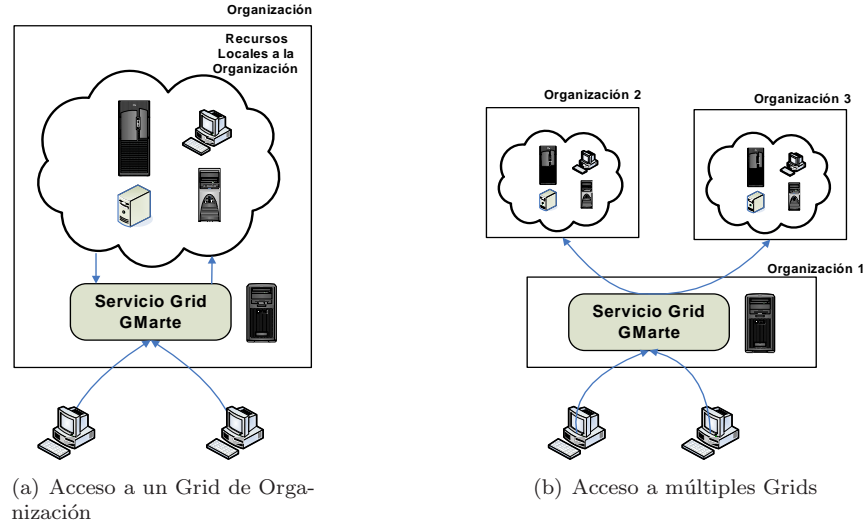 Organización
Recursos
Locales a la
Organización
Servicio Grid
GMarte
(a) Acceso a un Grid de Orga-
nización
Organización 2
Organización 3
Organización 1
Servicio Grid
GMarte
(b) Acceso a múltiples Grids